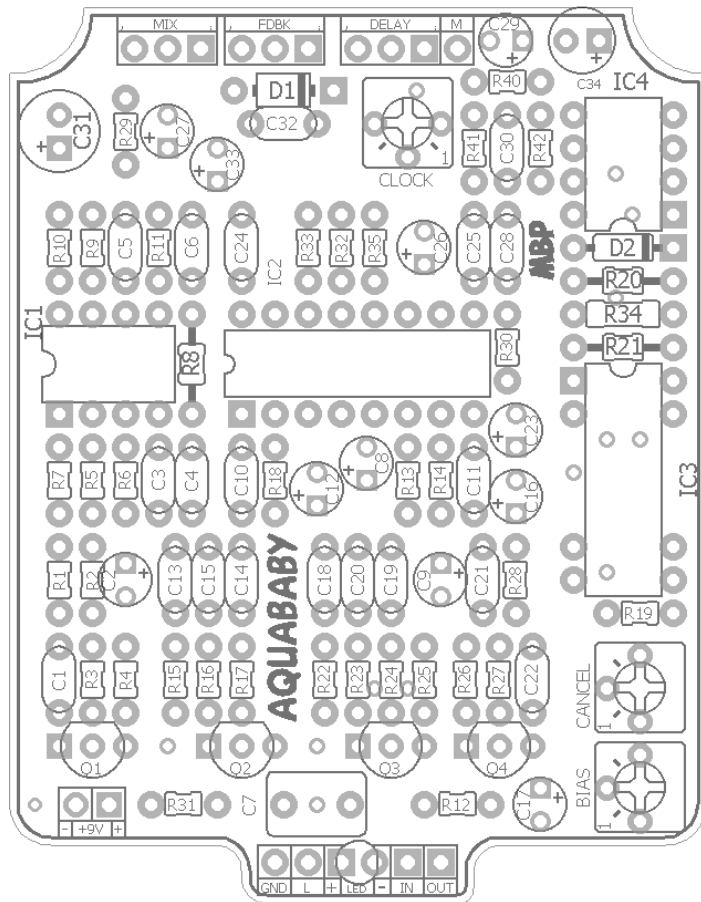 MIX FDBK DELAY M C29 C34
R40 IC4
D1 C32 C31 R29 C27 C33 1 CLOCK R41 C30 R42
R10 R9 C5 R11 C6 C24 IC2 R33 R32 R35 C26 C25 C28 MBP D2
R20
R34
IC1 R8 R30 R21
C23
R7 R5 R6 C3 C4 C10 R18 C12 C8 R13 R14 C11 C16 IC3
R1 R2 C2 C13 C15 C14 C18 C20 C19 C9 C21 R28
R19
AQUABABY
C1 R3 R4 R15 R16 R17 R22 R23 R24 R25 R26 R27 C22 CANCEL 1
Q1 Q2 Q3 Q4
R31 C7 R12 C17 BIAS 1
- +9V +
GND L + LED - IN OUT